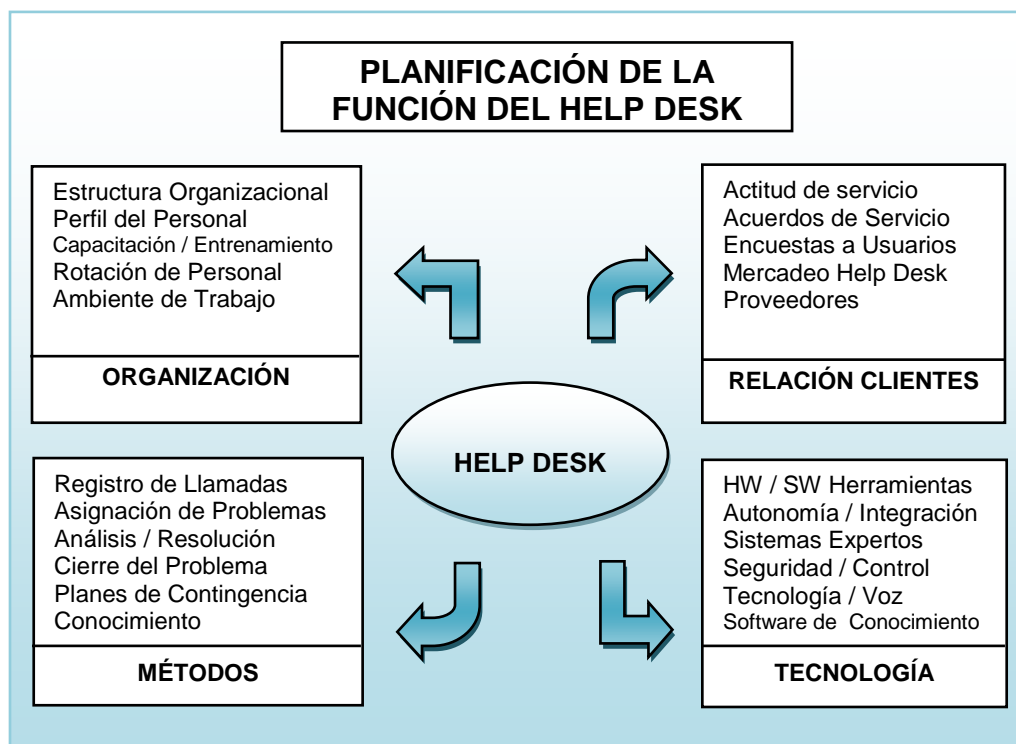 PLANIFICACIÓN DE LA
FUNCIÓN DEL HELP DESK
Estructura Organizacional
Perfil del Personal
Capacitación / Entrenamiento
Rotación de Personal
Ambiente de Trabajo
ORGANIZACIÓN
Actitud de servicio
Acuerdos de Servicio
Encuestas a Usuarios
Mercadeo Help Desk
Proveedores
RELACIÓN CLIENTES
HELP DESK
Registro de Llamadas
Asignación de Problemas
Análisis / Resolución
Cierre del Problema
Planes de Contingencia
Conocimiento
MÉTODOS
HW / SW Herramientas
Autonomía / Integración
Sistemas Expertos
Seguridad / Control
Tecnología / Voz
Software de Conocimiento
TECNOLOGÍA